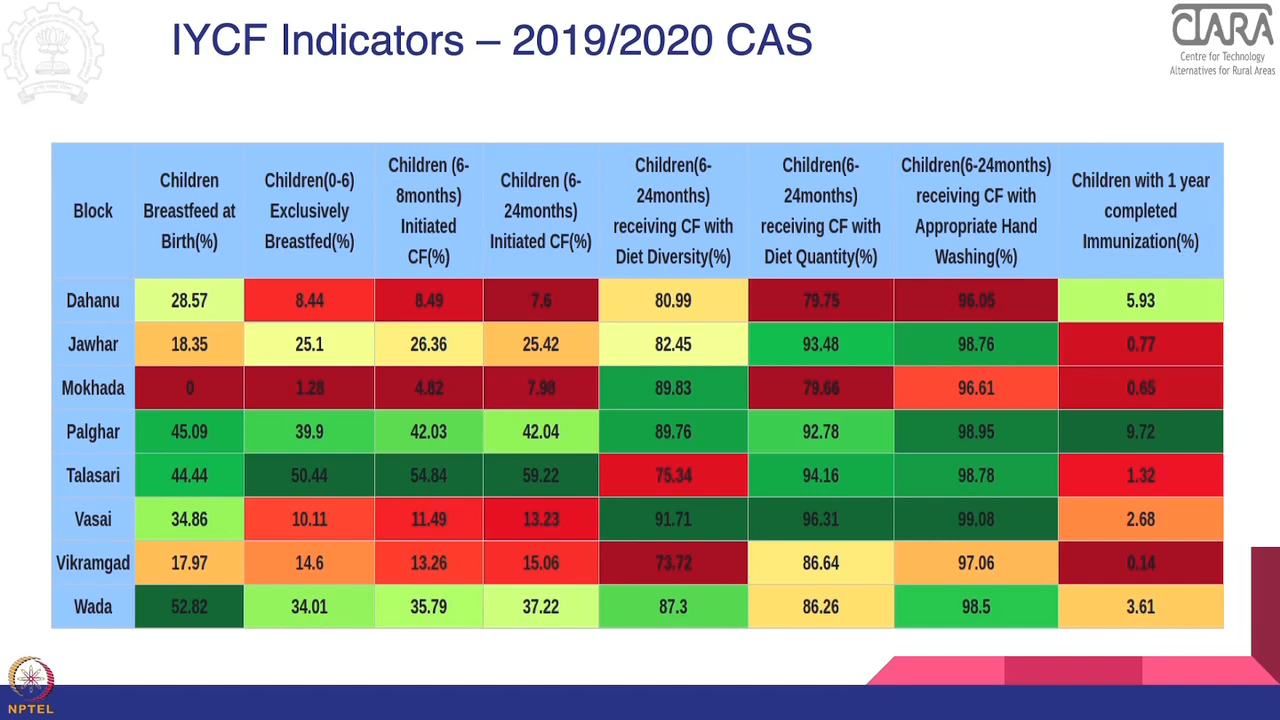 IYCF Indicators – 2019/2020 CAS
CTARA
Centre for Technology
Alternatives for Rural Areas
Block
Children
Breastfeed at
Birth(%)
Children(0-6)
Exclusively
Breastfed(%)
Children (6-
8months)
Initiated
CF(%)
Children (6-
24months)
Initiated CF(%)
Children(6-
24months)
receiving CF with
Diet Diversity(%)
Children(6-
24months)
receiving CF with
Diet Quantity(%)
Children(6-24months)
receiving CF with
Appropriate Hand
Washing(%)
Children with 1 year
completed
Immunization(%)
Dahanu 28.57 8.44 8.49 7.6 80.99 79.75 96.05 5.93
Jawhar 18.35 25.1 26.36 25.42 82.45 93.48 98.76 0.77
Mokhada 0 1.28 4.82 7.98 89.83 79.66 96.61 0.65
Palghar 45.09 39.9 42.03 42.04 89.76 92.78 98.95 9.72
Talasari 44.44 50.44 54.84 59.22 75.34 94.16 98.78 1.32
Vasai 34.86 10.11 11.49 13.23 91.71 96.31 99.08 2.68
Vikramgad 17.97 14.6 13.26 15.06 73.72 86.64 97.06 0.14
Wada 52.82 34.01 35.79 37.22 87.3 86.26 98.5 3.61
NPTEL